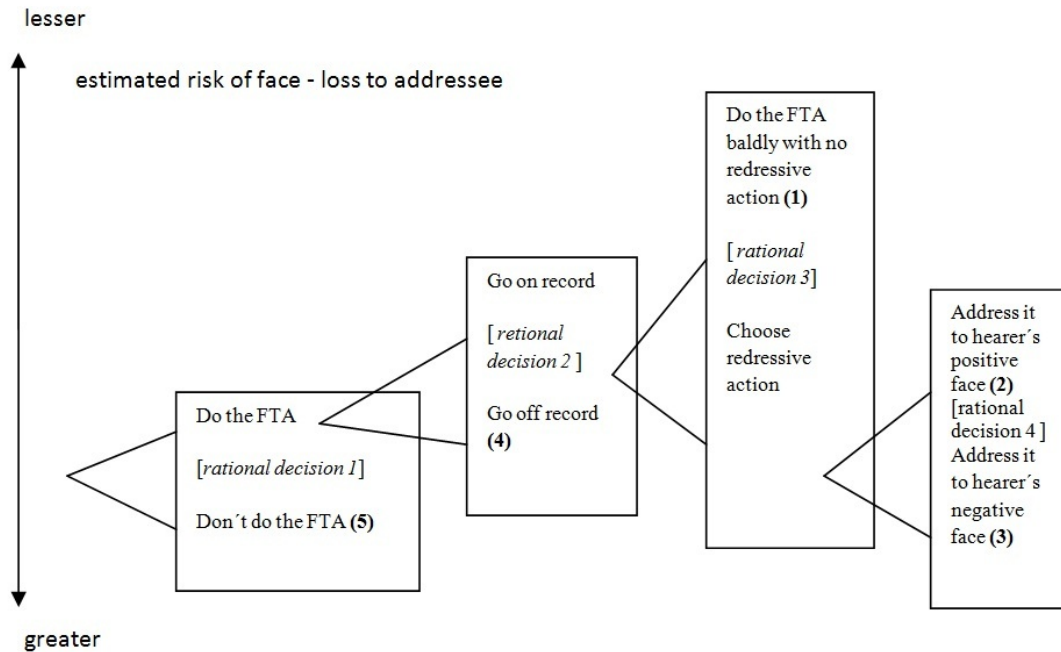 lesser
estimated risk of face - loss to addressee
Do the FTA
[rational decision 1]
Don´t do the FTA (5)
Go on record
[retional
decision 2 ]
Go off record
(4)
Do the FTA
baldly with no
redressive
action (1)
[rational
decision 3]
Choose
redressive
action
Address it
to hearer´s
positive
face (2)
[rational
decision 4 ]
Address it
to hearer´s
negative
face (3)
greater